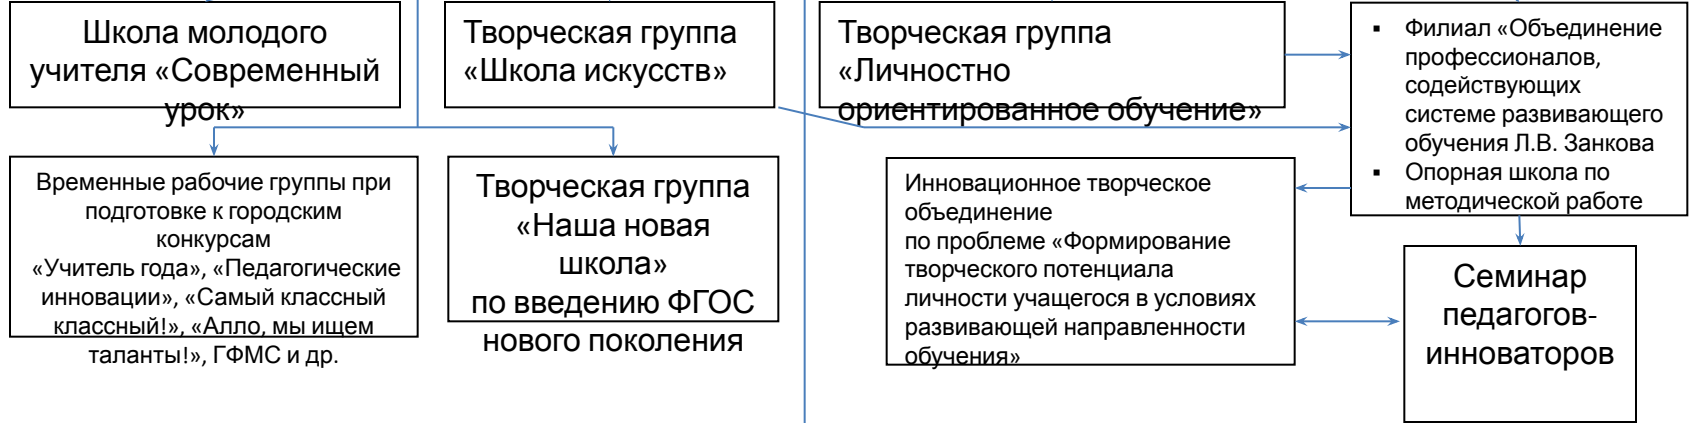 Школа молодого
учителя «Современный
урок»
Творческая группа
«Школа искусств»
Творческая группа
«Личностно
ориентированное обучение»
▪ Филиал «Объединение
профессионалов,
содействующих
системе развивающего
обучения Л.В. Занкова
▪ Опорная школа по
методической работе
Временные рабочие группы при
подготовке к городским
конкурсам
«Учитель года», «Педагогические
инновации», «Самый классный
классный!», «Алло, мы ищем
таланты!», ГФМС и др.
Творческая группа
«Наша новая
школа»
по введению ФГОС
нового поколения
Инновационное творческое
объединение
по проблеме «Формирование
творческого потенциала
личности учащегося в условиях
развивающей направленности
обучения»
Семинар
педагогов-
инноваторов